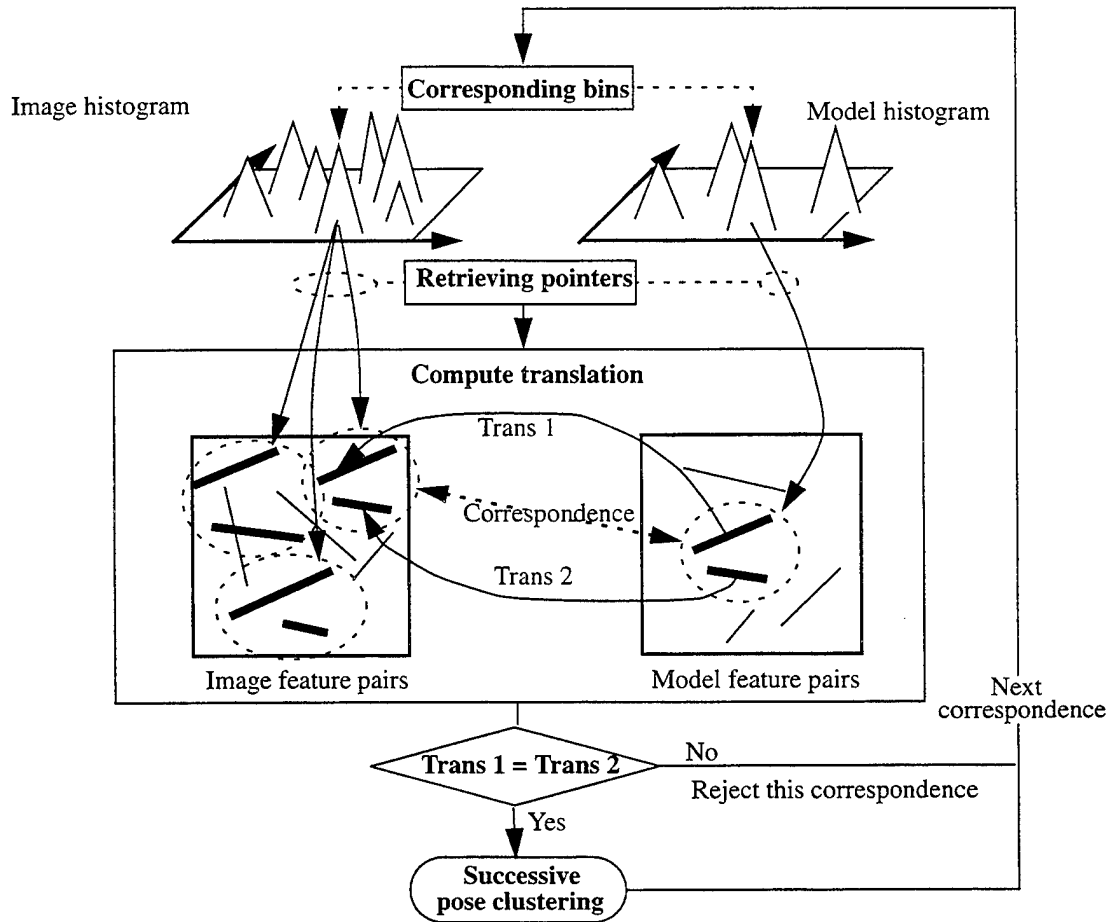 Corresponding bins
Image histogram
Model histogram
Retrieving pointers
Compute translation
Trans 1
Correspondence
Trans 2
Image feature pairs
Model feature pairs
Next
correspondence
Trans 1 = Trans 2
No
Reject this correspondence
Yes
Successive
pose clustering